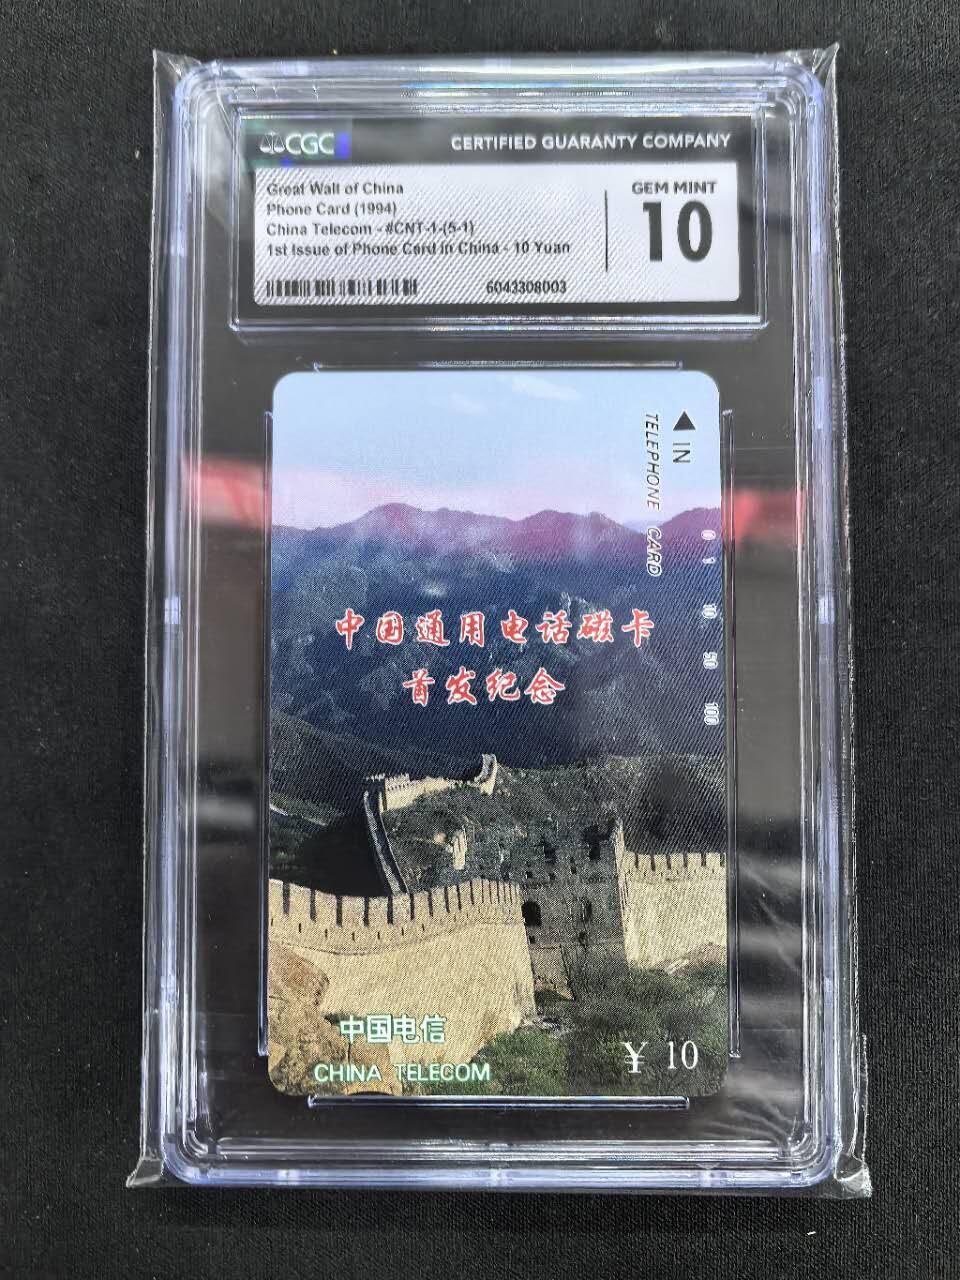 CGC
CERTIFIED GUARANTY COMPANY
Great Wall of China
Phone Card (1994)
China Telecom - #CNT-1-(5-1)
1st Issue of Phone Card in China - 10 Yuan
6043308003
GEM MINT
10
◀ IN
TELEPHONE CARD
0
10
50
100
中国通用电话磁卡
首发纪念
中国电信
CHINA TELECOM
¥ 10